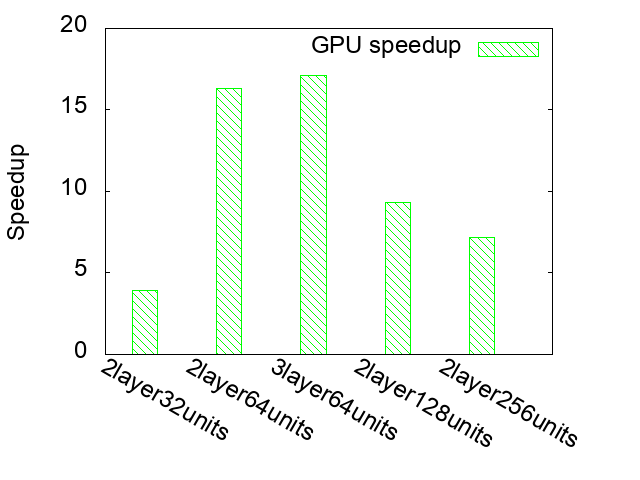 GPU speedup
Speedup
20
15
10
5
0
2layer32units
2layer64units
3layer64units
2layer128units
2layer256units